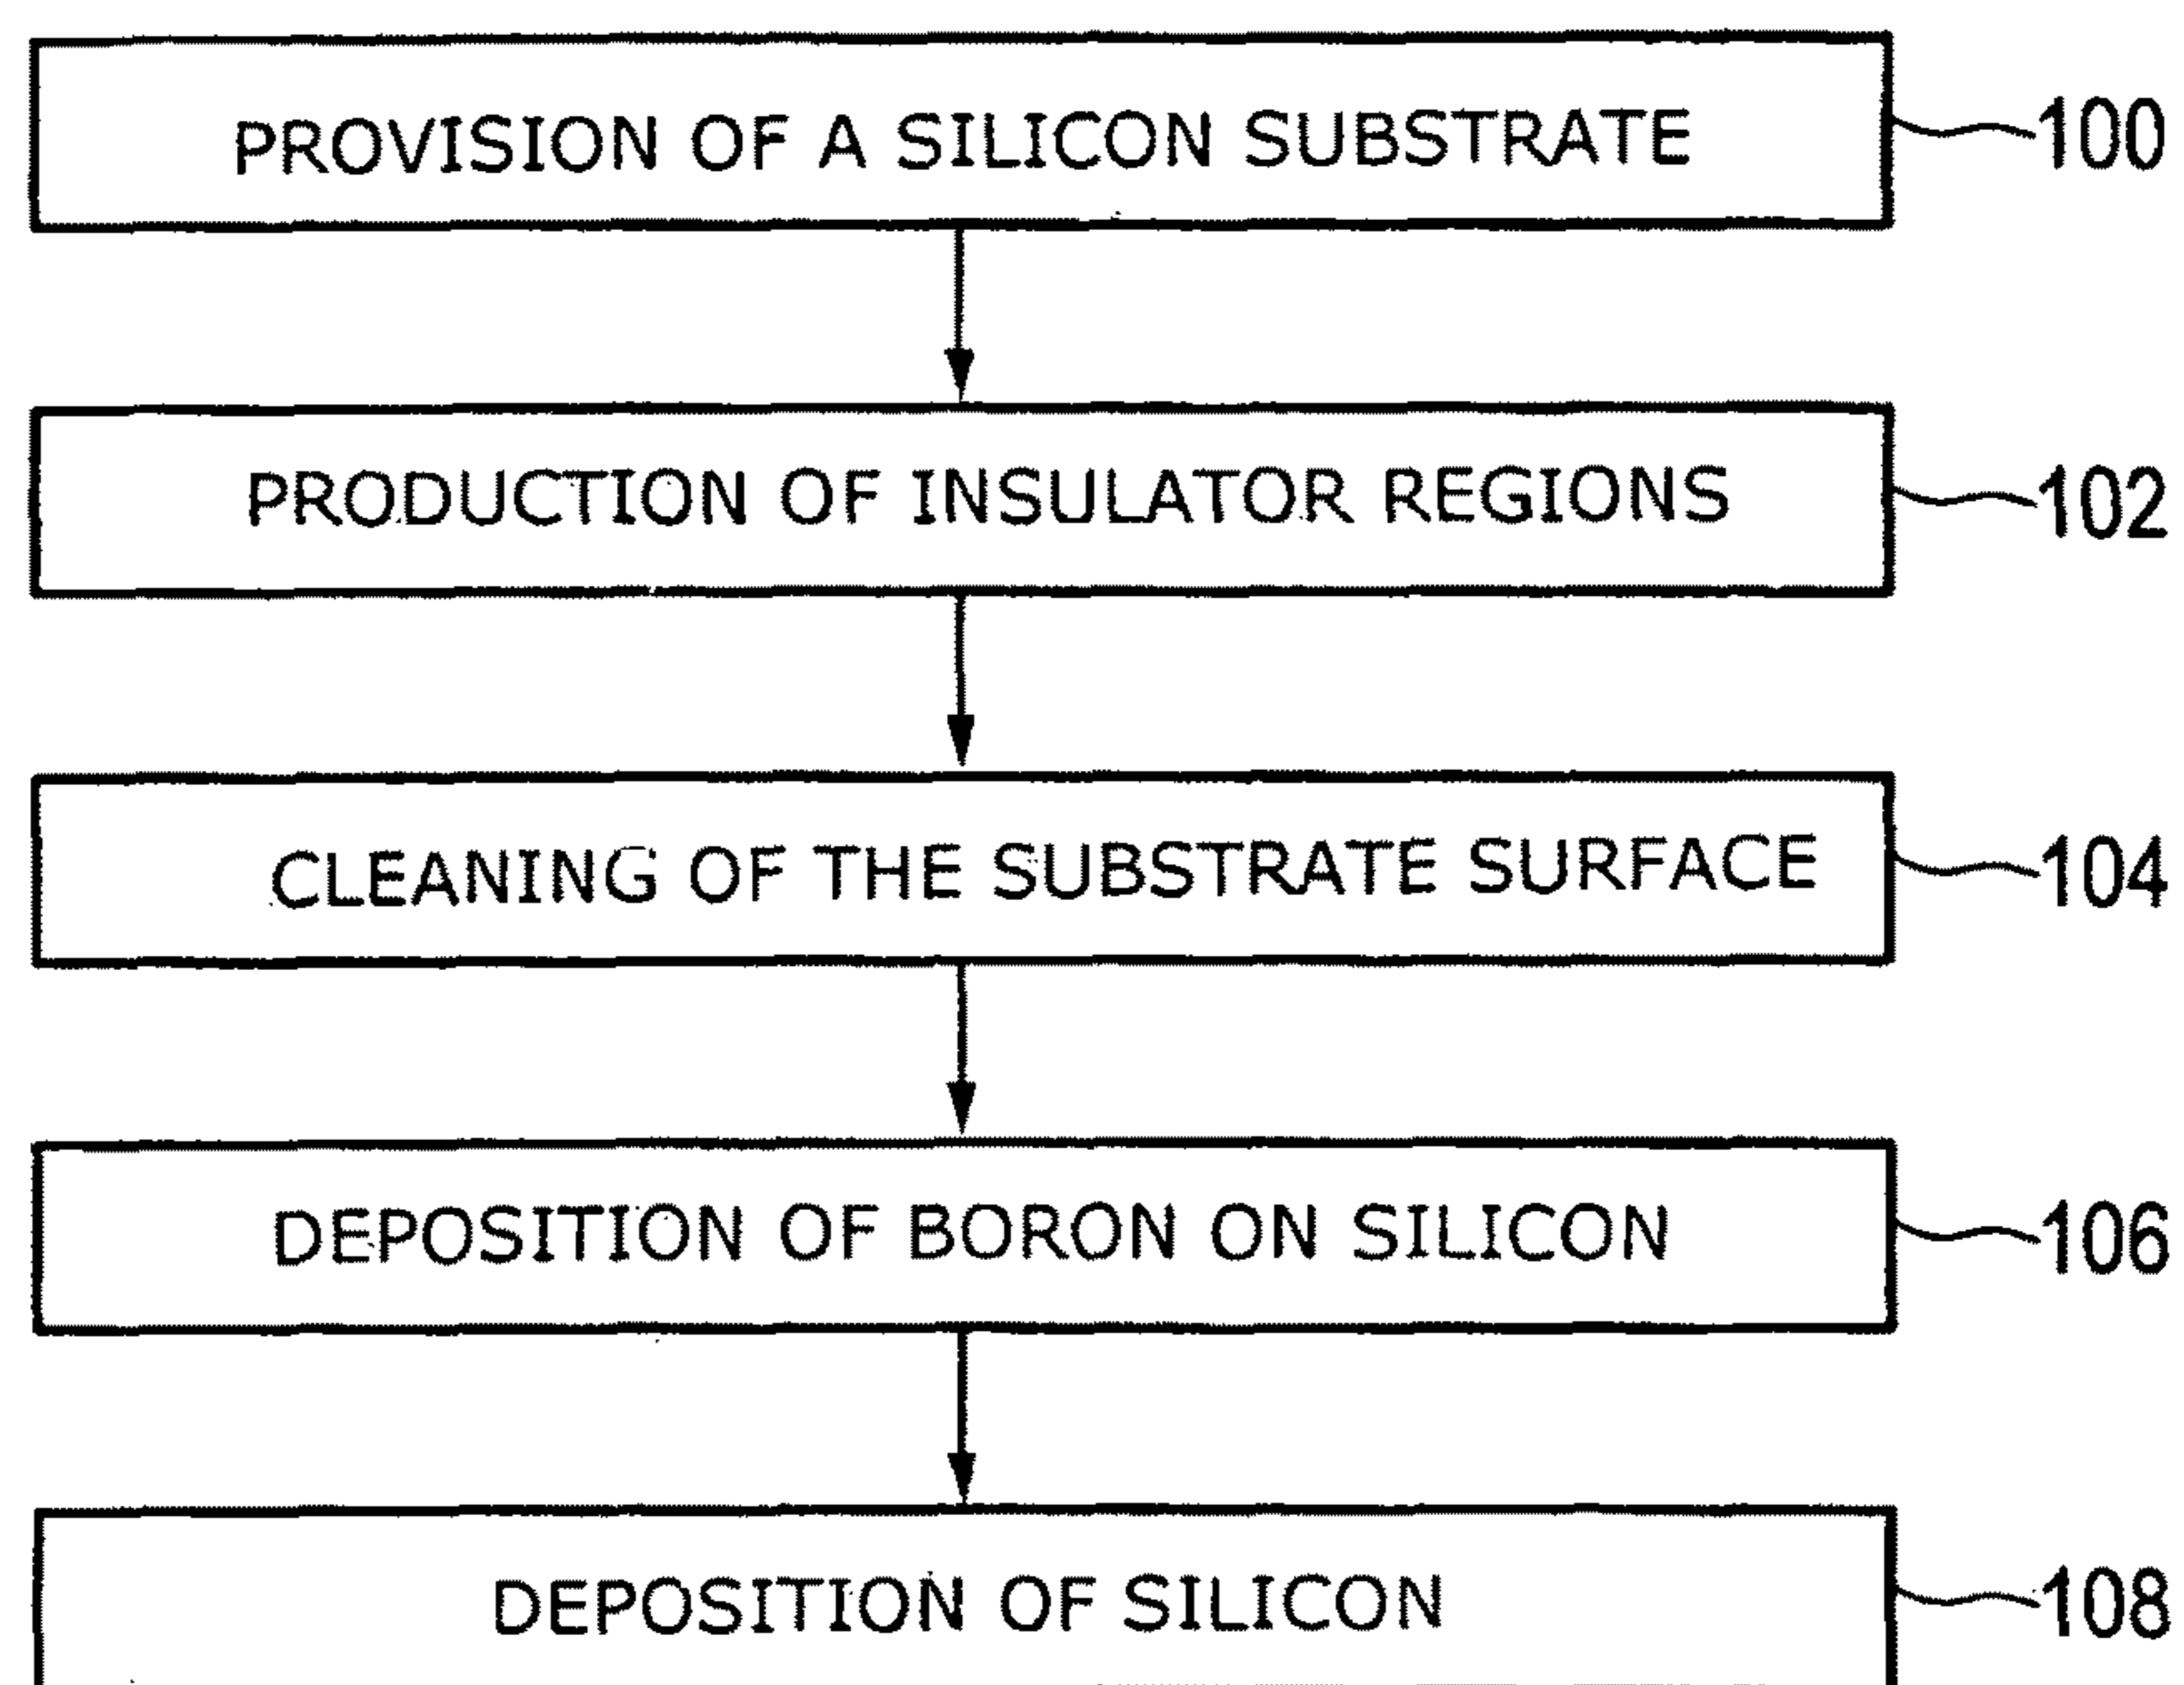 PROVISION OF A SILICON SUBSTRATE 100
PRODUCTION OF INSULATOR REGIONS 102
CLEANING OF THE SUBSTRATE SURFACE 104
DEPOSITION OF BORON ON SILICON 106
DEPOSITION OF SILICON 108